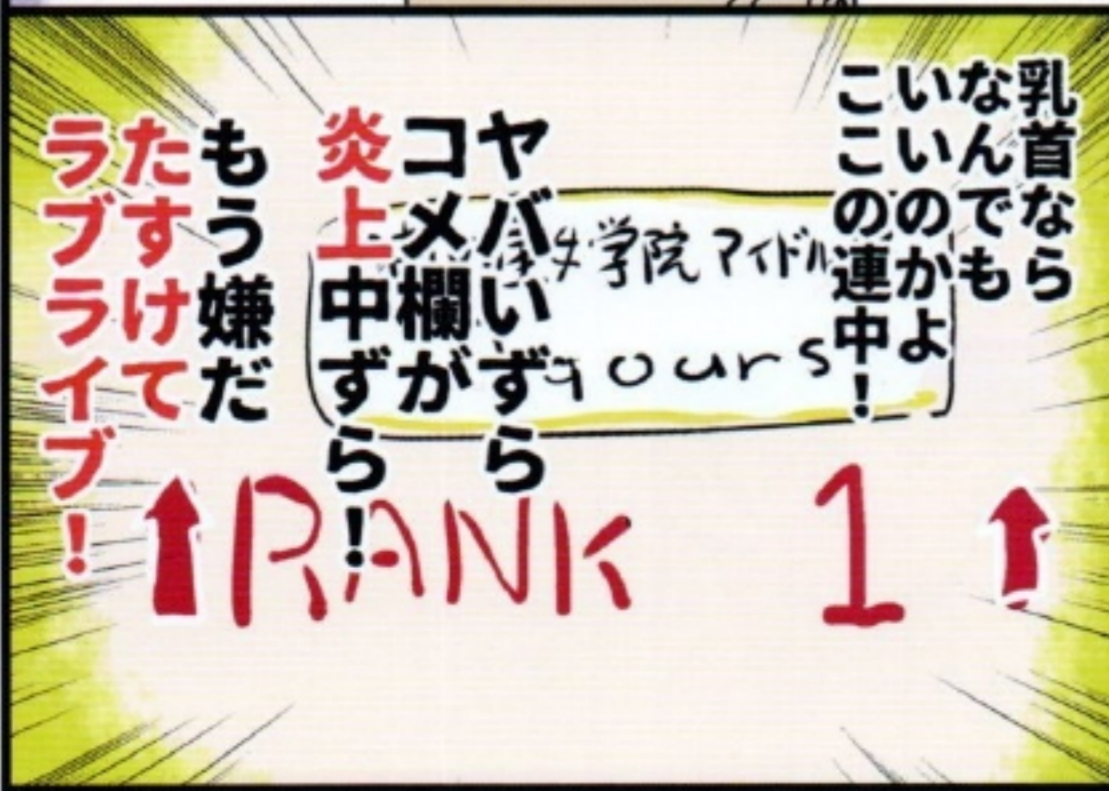 乳首なら
なんでも
いいのかよ
ここの連中!
ヤバいずら
コメ欄が
炎上中ずら!
もう嫌だ
たすけて
ラブライブ!
学院アイドル
qours
RANK 1